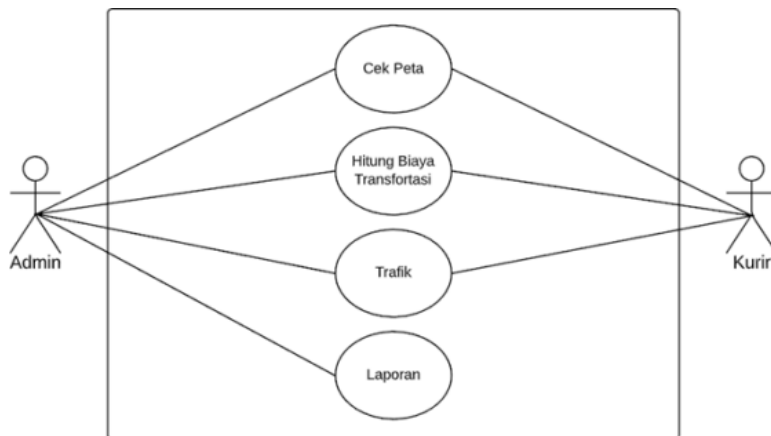 Cek Peta
Hitung Biaya
Transfortasi
Admin
Kurir
Trafik
Laporan